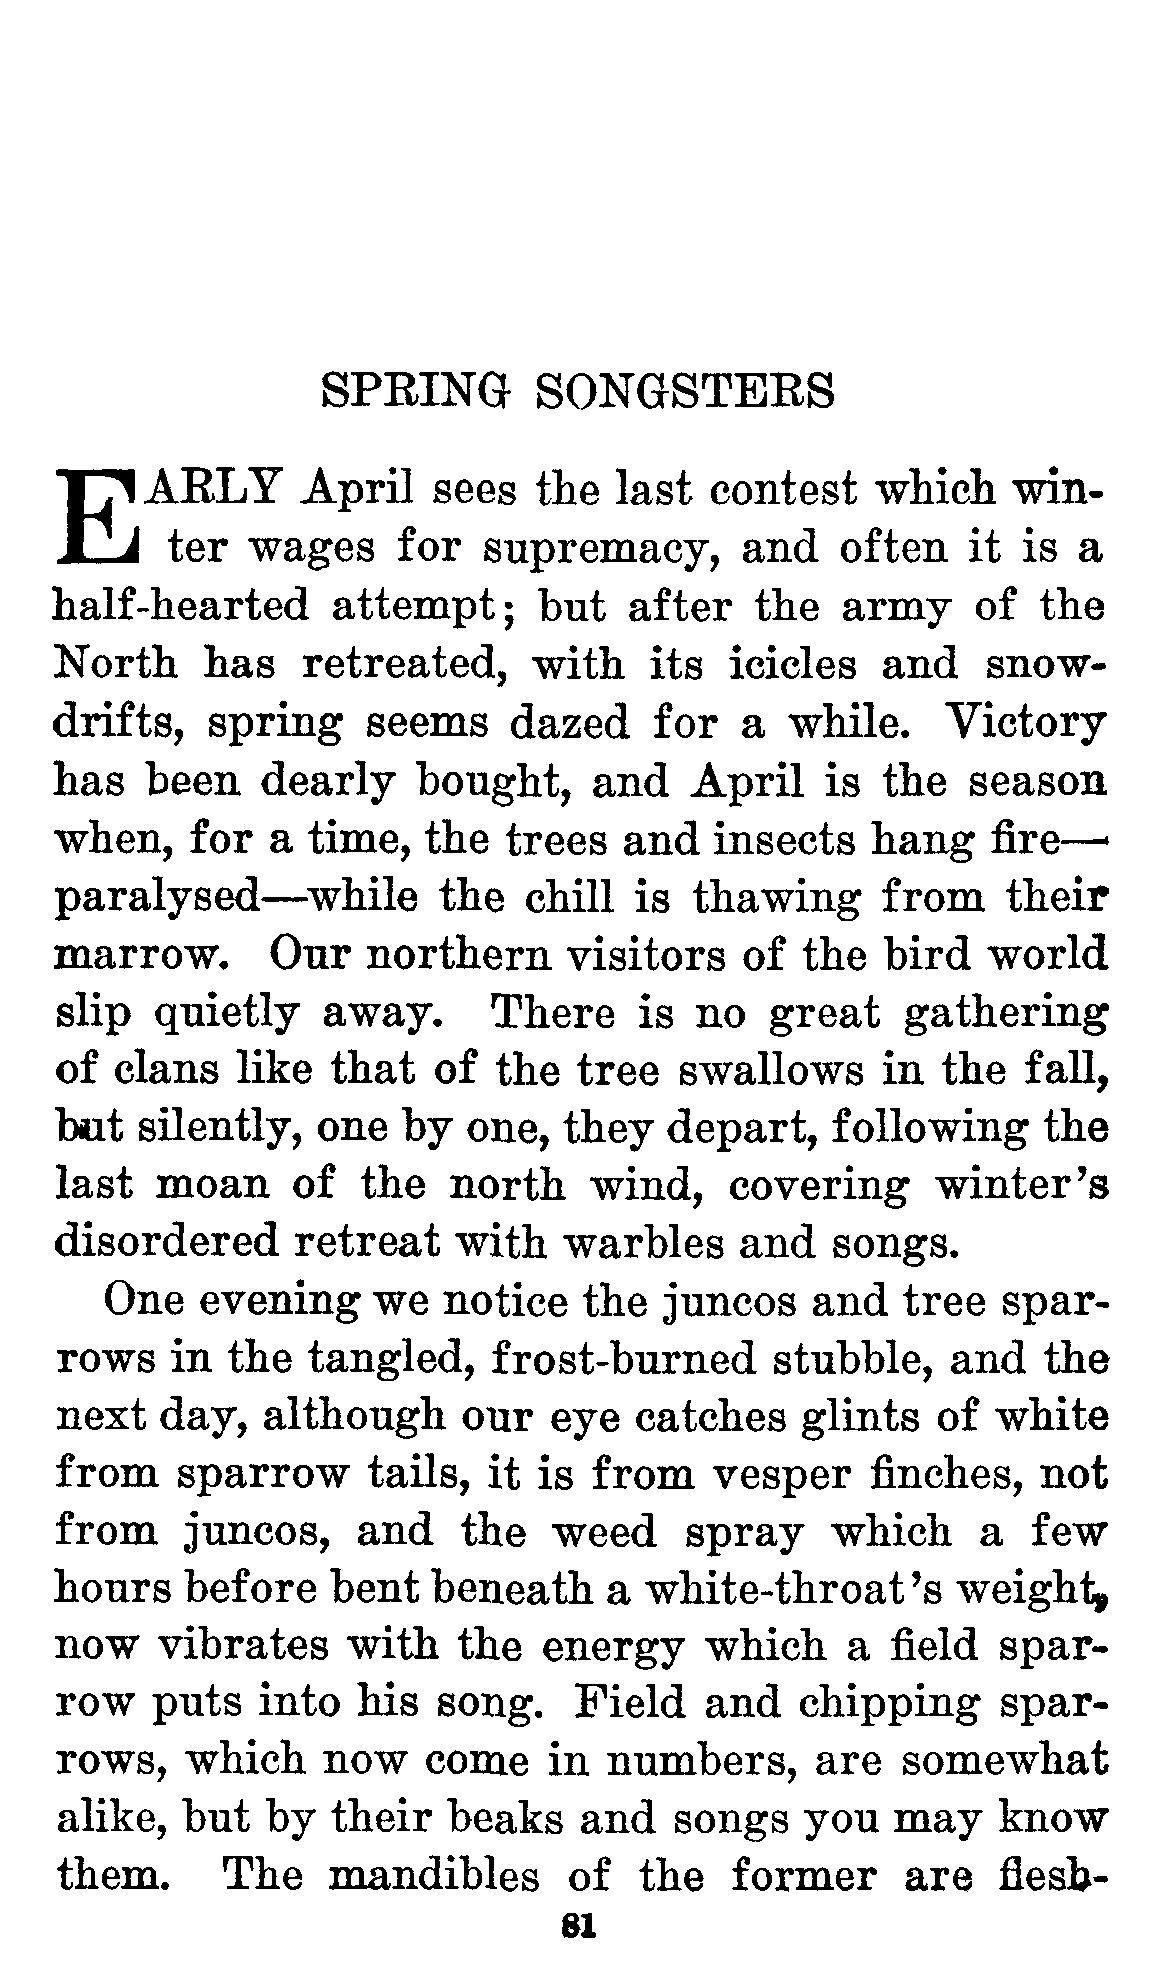 SPRING SONGSTERS
EARLY April sees the last contest which win-
ter wages for supremacy, and often it is a
half-hearted attempt; but after the army of the
North has retreated, with its icicles and snow-
drifts, spring seems dazed for a while. Victory
has been dearly bought, and April is the season
when, for a time, the trees and insects hang fire—
paralysed—while the chill is thawing from their
marrow. Our northern visitors of the bird world
slip quietly away. There is no great gathering
of clans like that of the tree swallows in the fall,
but silently, one by one, they depart, following the
last moan of the north wind, covering winter's
disordered retreat with warbles and songs.
One evening we notice the juncos and tree spar-
rows in the tangled, frost-burned stubble, and the
next day, although our eye catches glints of white
from sparrow tails, it is from vesper finches, not
from juncos, and the weed spray which a few
hours before bent beneath a white-throat's weight,
now vibrates with the energy which a field spar-
row puts into his song. Field and chipping spar-
rows, which now come in numbers, are somewhat
alike, but by their beaks and songs you may know
them. The mandibles of the former are flesh-
81